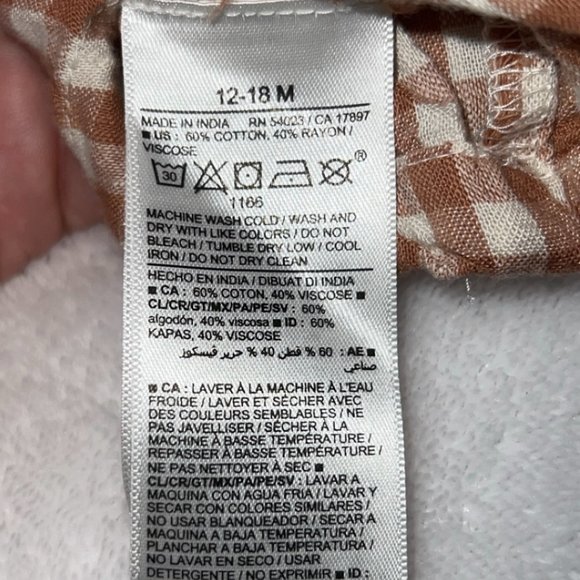 12-18 M
MADE IN INDIA RN 54023 / CA 17897
■ US : 60% COTTON, 40% RAYON /
VISCOSE
30
®
1166
MACHINE WASH COLD / WASH AND
DRY WITH LIKE COLORS / DO NOT
BLEACH / TUMBLE DRY LOW / COOL
IRON / DO NOT DRY CLEAN
HECHO EN INDIA / DIBUAT DI INDIA
■ CA : 60% COTON, 40% VISCOSE ■
CL/CR/GT/MX/PA/PE/SV : 60%
algodón, 40% viscosa ■ ID : 60%
KAPAS, 40% VISCOSE
■ AE : 60 % قطن 40 % حرير فيسكوز
صناعي
■ CA : LAVER À LA MACHINE À L'EAU
FROIDE / LAVER ET SÉCHER AVEC
DES COULEURS SEMBLABLES / NE
PAS JAVELLISER / SÉCHER À LA
MACHINE À BASSE TEMPÉRATURE /
REPASSER À BASSE TEMPÉRATURE /
NE PAS NETTOYER À SEC ■
CL/CR/GT/MX/PA/PE/SV : LAVAR A
MAQUINA CON AGUA FRIA / LAVAR Y
SECAR CON COLORES SIMILARES /
NO USAR BLANQUEADOR / SECAR A
MAQUINA A BAJA TEMPERATURA /
PLANCHAR A BAJA TEMPERATURA /
NO LAVAR EN SECO / USAR
DETERGENTE / NO EXPRIMIR ■ ID :